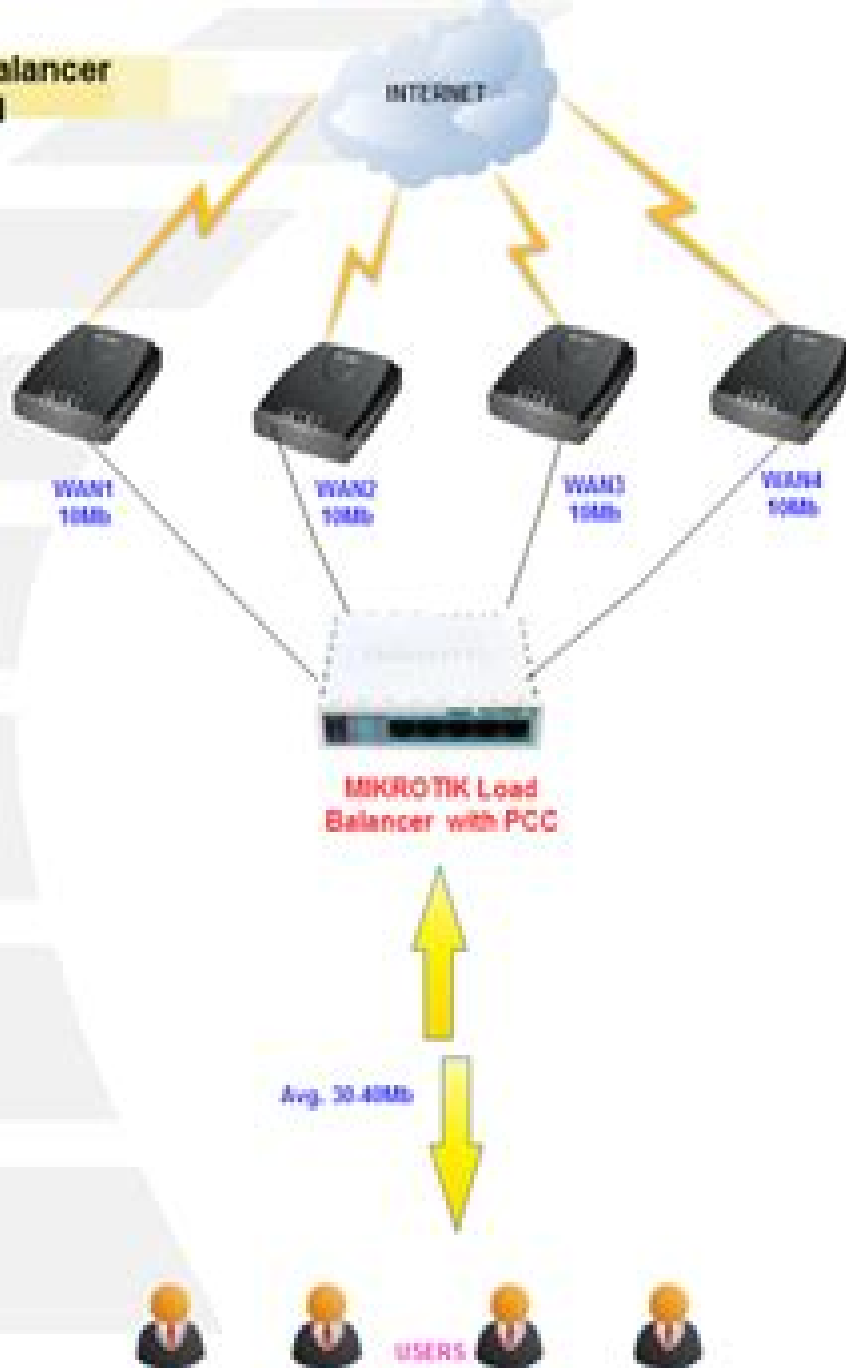 alancer
INTERNET
WAN1
10Mb
WAN2
10Mb
WAN3
10Mb
WAN4
10Mb
MIKROTIK Load
Balancer with PCC
Avg. 30-40Mb
USERS